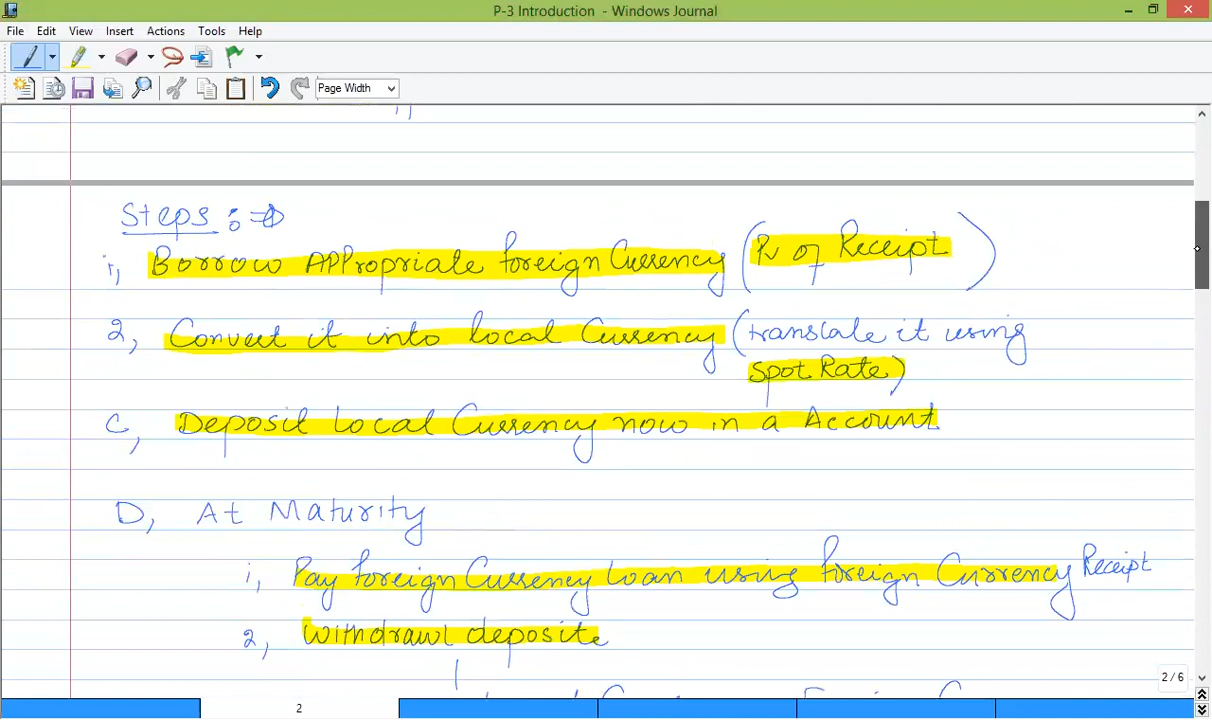 P-3 Introduction - Windows Journal
File Edit View Insert Actions Tools Help
Page Width
Steps :⇒
1, Borrow Appropriate foreign Currency (Pv of Receipt)
2, Convert it into local Currency (translate it using
Spot Rate)
C, Deposit Local Currency now in a Account
D, At Maturity
i, Pay foreign Currency Loan using foreign Currency Receipt
2, Withdrawl deposite
2 / 6
2